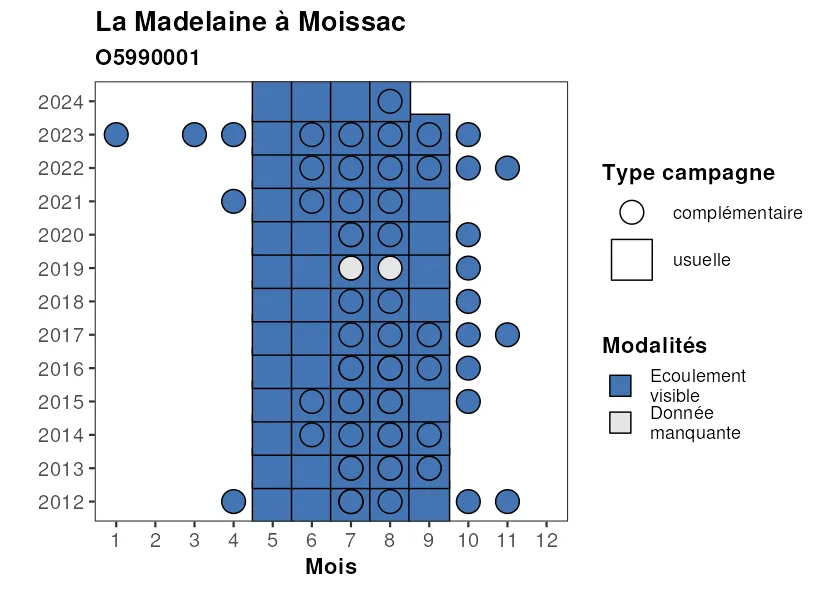 La Madelaine à Moissac
O5990001
2024
2023
2022
2021
2020
2019
2018
2017
2016
2015
2014
2013
2012
1 2 3 4 5 6 7 8 9 10 11 12
Mois
Type campagne
complémentaire
usuelle
Modalités
Ecoulement
visible
Donnée
manquante